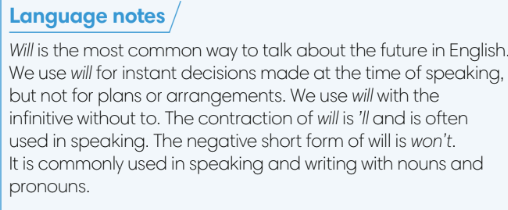 Language notes
Will is the most common way to talk about the future in English.
We use will for instant decisions made at the time of speaking,
but not for plans or arrangements. We use will with the
infinitive without to. The contraction of will is 'll and is often
used in speaking. The negative short form of will is won't.
It is commonly used in speaking and writing with nouns and
pronouns.